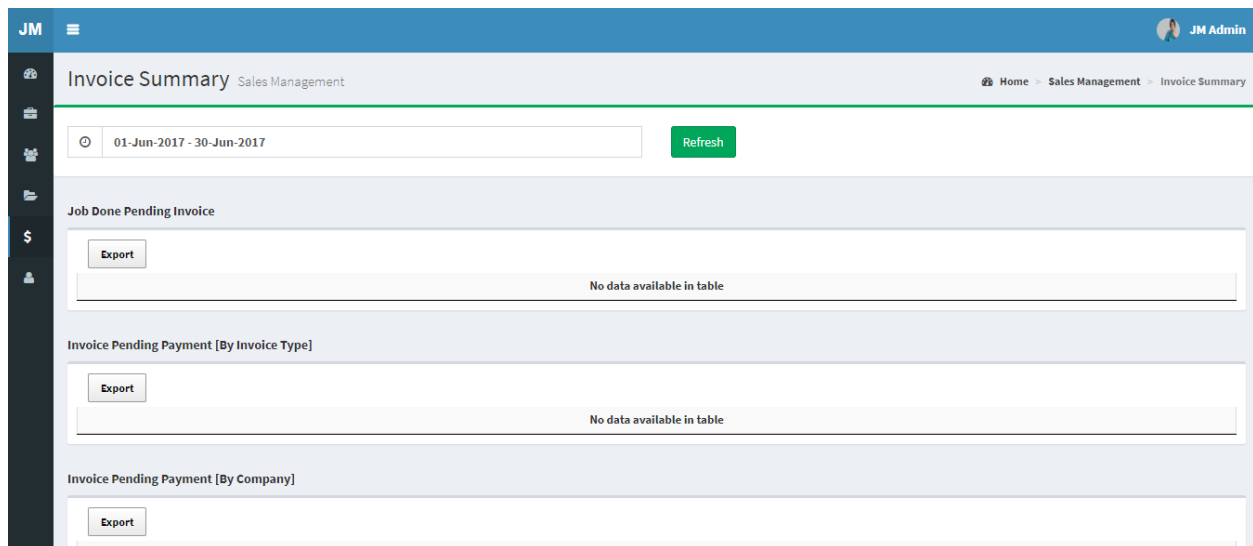 JM JM Admin
Invoice Summary Sales Management Home > Sales Management > Invoice Summary
01-Jun-2017 - 30-Jun-2017 Refresh
Job Done Pending Invoice
Export
No data available in table
Invoice Pending Payment [By Invoice Type]
Export
No data available in table
Invoice Pending Payment [By Company]
Export